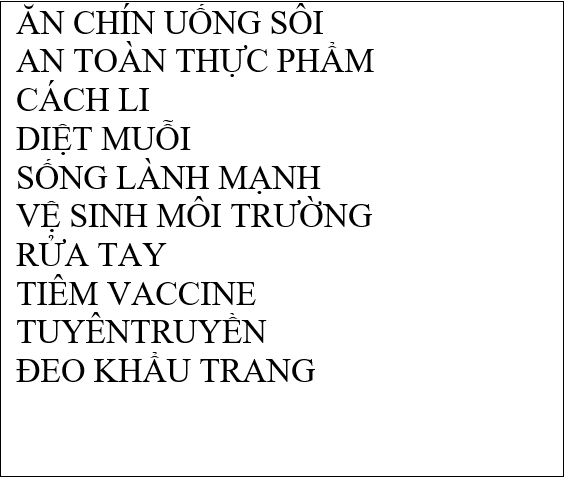 ĂN CHÍN UỐNG SÔI
AN TOÀN THỰC PHẨM
CÁCH LI
DIỆT MUỖI
SỐNG LÀNH MẠNH
VỆ SINH MÔI TRƯỜNG
RỬA TAY
TIÊM VACCINE
TUYÊNTRUYỀN
ĐEO KHẨU TRANG